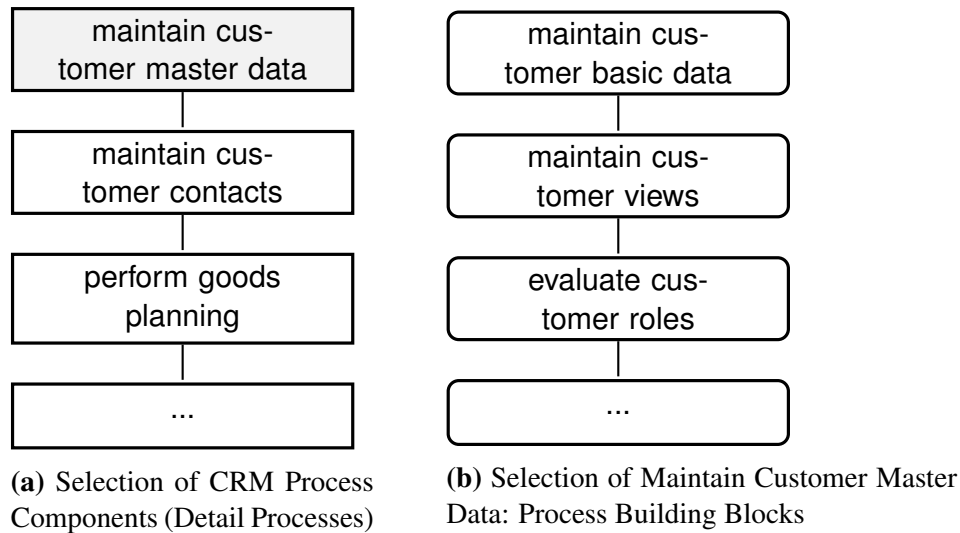 maintain cus-
tomer master data
maintain cus-
tomer contacts
perform goods
planning
...
(a) Selection of CRM Process
Components (Detail Processes)
maintain cus-
tomer basic data
maintain cus-
tomer views
evaluate cus-
tomer roles
...
(b) Selection of Maintain Customer Master
Data: Process Building Blocks